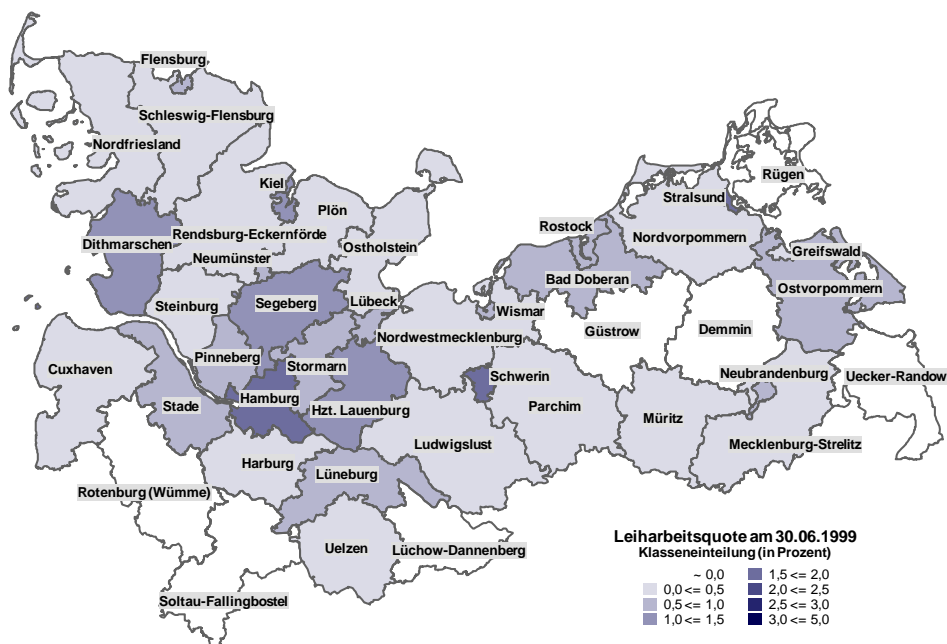 Flensburg
Schleswig-Flensburg
Nordfriesland
Kiel
Plön
Dithmarschen
Rendsburg-Eckernförde
Ostholstein
Neumünster
Steinburg
Segeberg
Lübeck
Pinneberg
Stormarn
Cuxhaven
Stade
Hamburg
Hzt. Lauenburg
Harburg
Lüneburg
Rotenburg (Wümme)
Uelzen
Lüchow-Dannenberg
Soltau-Fallingbostel
Rügen
Stralsund
Rostock
Nordvorpommern
Greifswald
Bad Doberan
Ostvorpommern
Wismar
Güstrow
Demmin
Nordwestmecklenburg
Schwerin
Parchim
Neubrandenburg
Uecker-Randow
Müritz
Ludwigslust
Mecklenburg-Strelitz
Leiharbeitsquote am 30.06.1999
Klasseneinteilung (in Prozent)
~ 0,0
0,0 <= 0,5
0,5 <= 1,0
1,0 <= 1,5
1,5 <= 2,0
2,0 <= 2,5
2,5 <= 3,0
3,0 <= 5,0